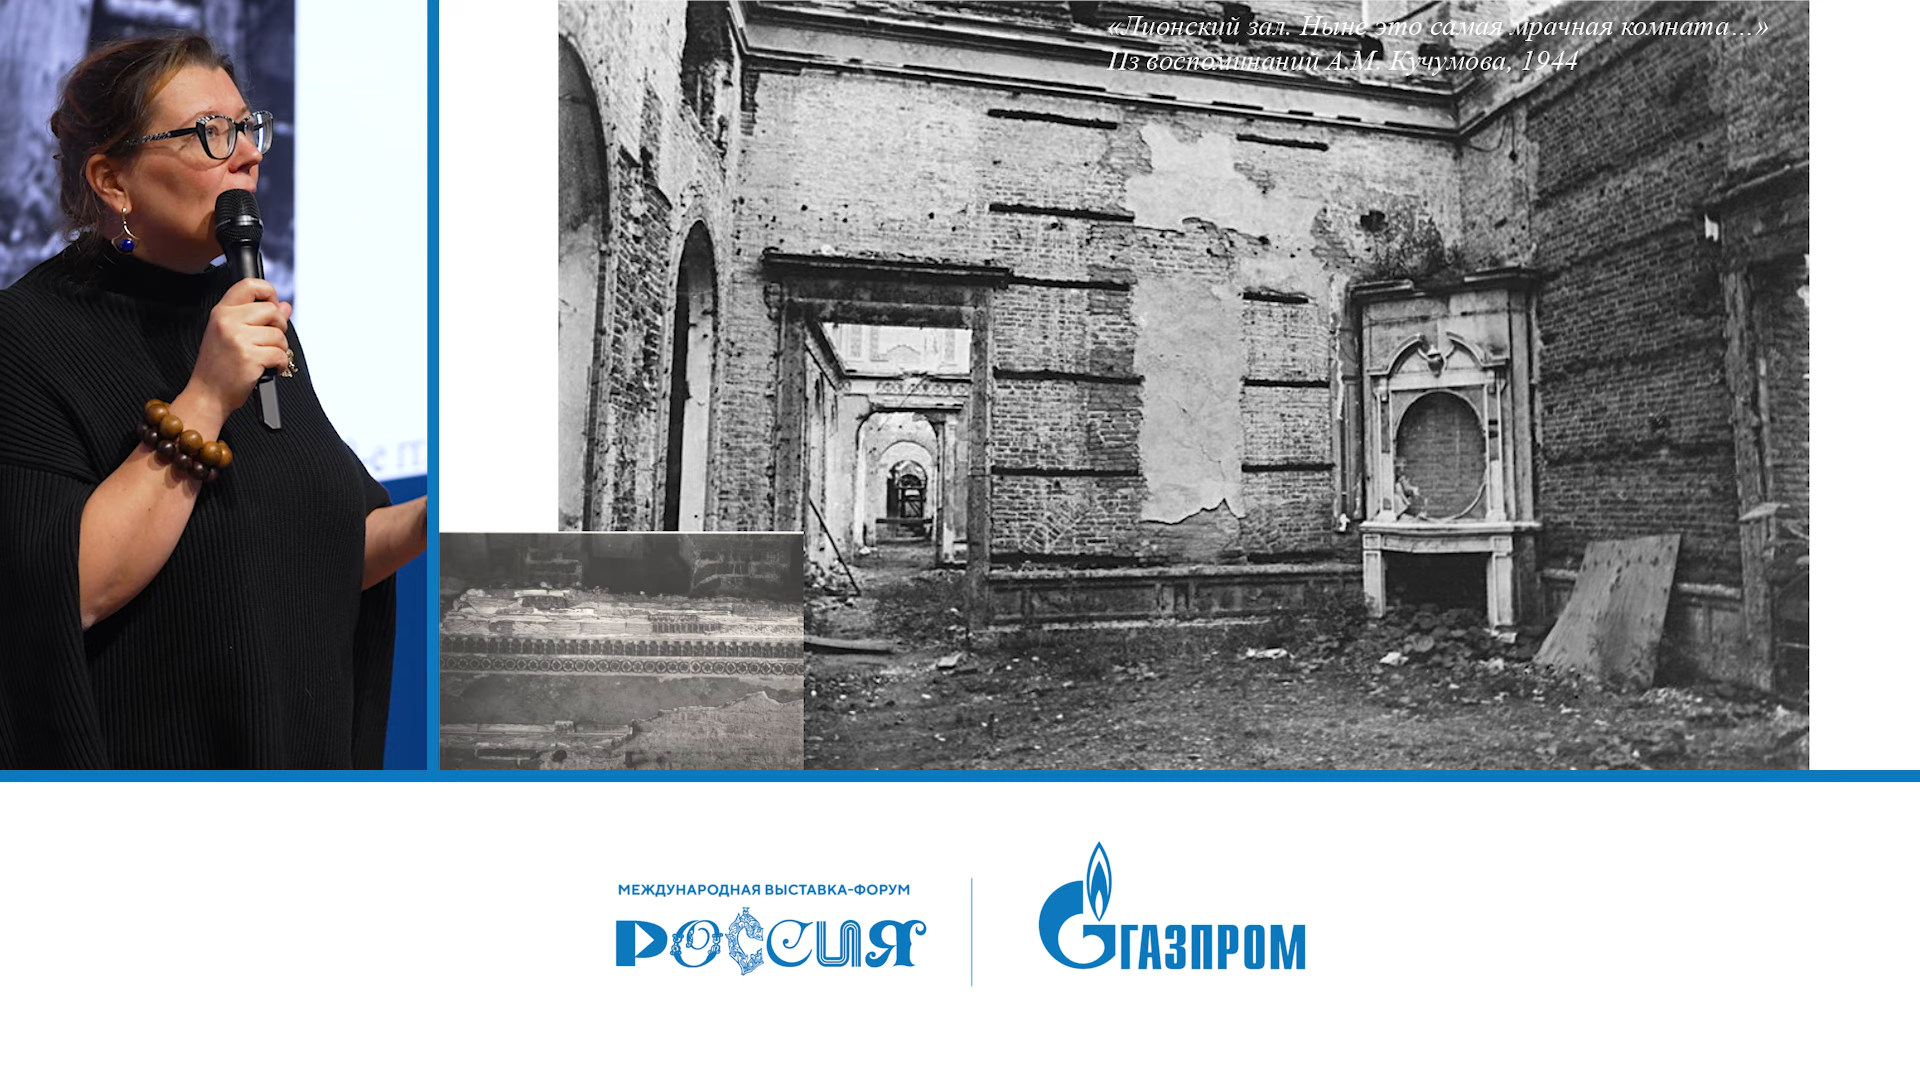 «Лионский зал. Ныне это самая мрачная комната…»
Из воспоминаний А.М. Кучумова, 1944
МЕЖДУНАРОДНАЯ ВЫСТАВКА-ФОРУМ
РОССИЯ
ГАЗПРОМ